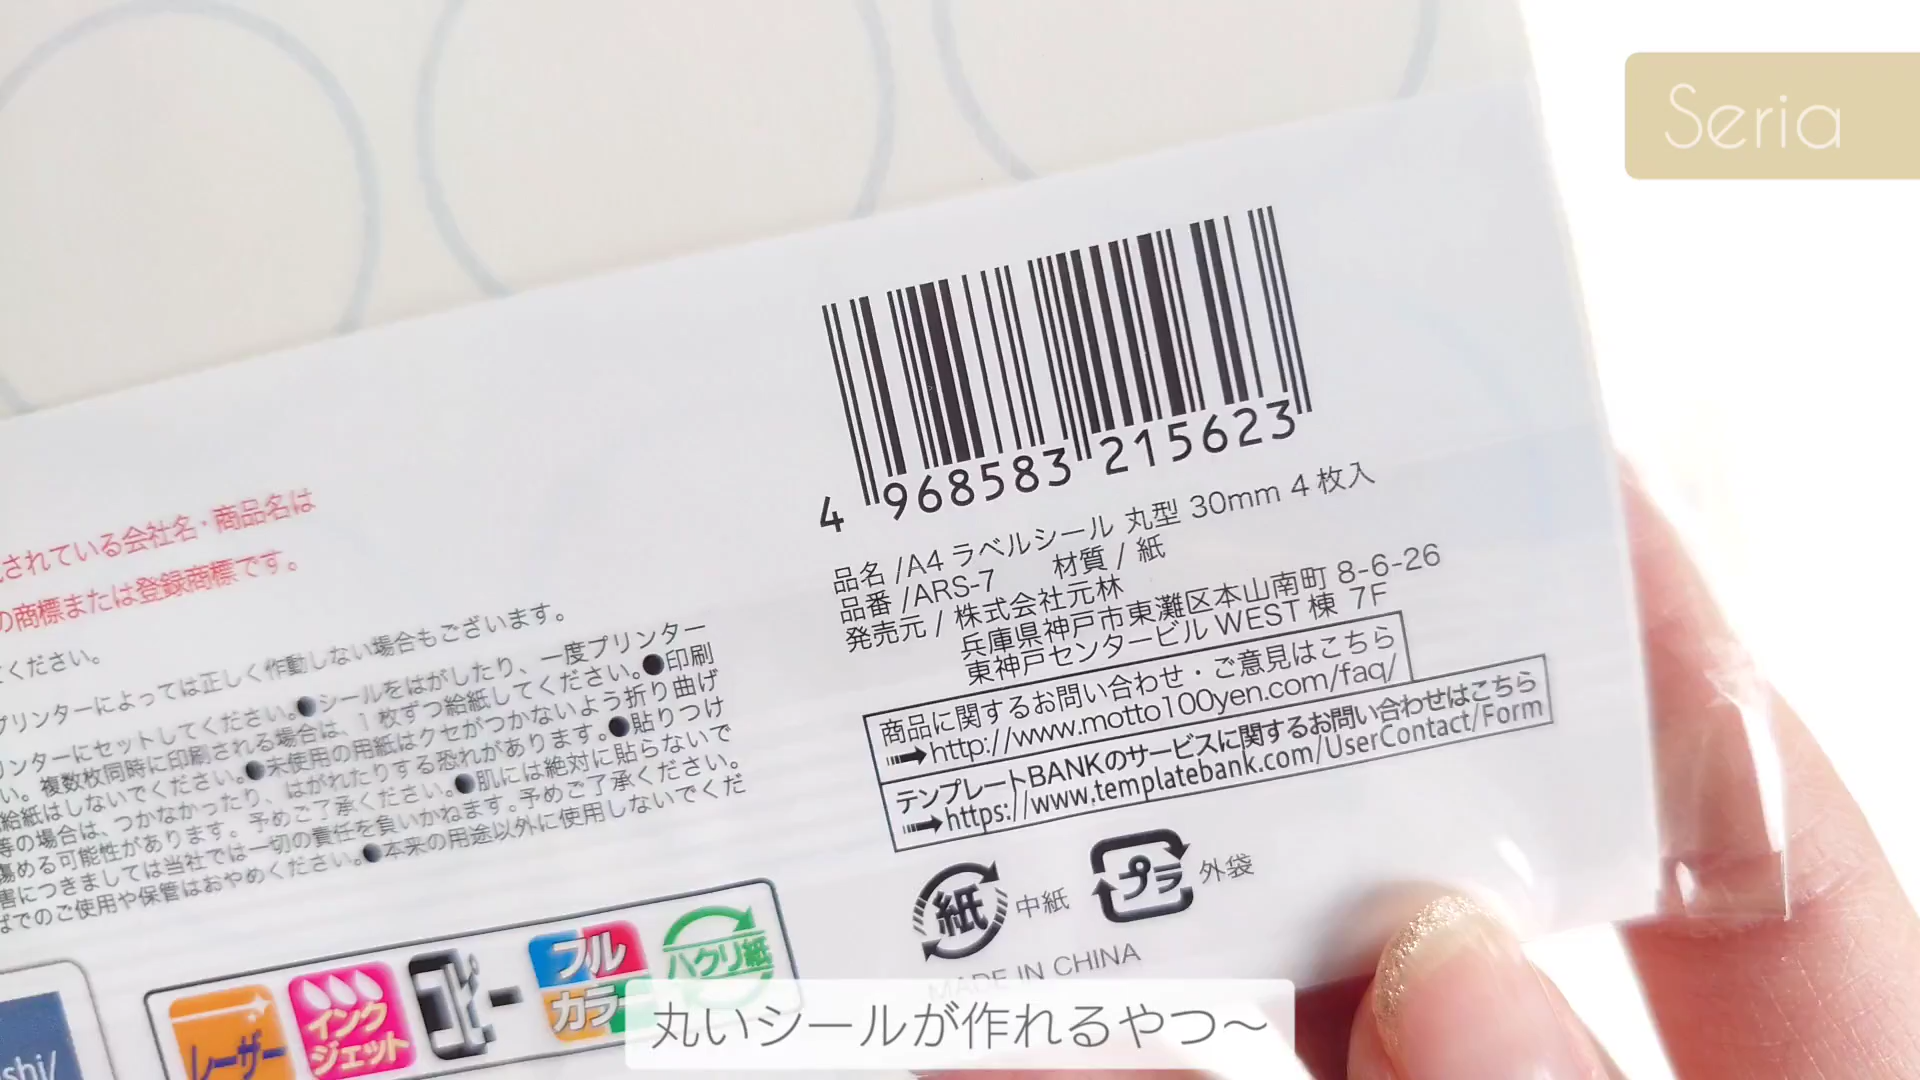 Seria
4 968583 215623
品名 /A4 ラベルシール 丸型 30mm 4 枚入
品番 /ARS-7 材質 / 紙
発売元 / 株式会社元林
兵庫県神戸市東灘区本山南町 8-6-26
東神戸センタービル WEST 棟 7F
商品に関するお問い合わせ・ご意見はこちら
http://www.motto100yen.com/faq/
テンプレートBANKのサービスに関するお問い合わせはこちら
https://www.templatebank.com/UserContact/Form
紙 中紙 プラ 外袋
MADE IN CHINA
されている会社名・商品名は
の商標または登録商標です。
ください。
プリンターによっては正しく作動しない場合もございます。
ンターにセットしてください。●シールをはがしたり、一度プリンター
い。複数枚同時に印刷される場合は、1 枚ずつ給紙してください。●印刷
給紙はしないでください。●未使用の用紙はクセがつかないよう折り曲げ
等の場合は、つかなかったり、はがれたりする恐れがあります。●貼りつけ
傷める可能性があります。予めご了承ください。●肌には絶対に貼らないで
害につきましては当社では一切の責任を負いかねます。予めご了承ください。
ばでのご使用や保管はおやめください。●本来の用途以外に使用しないでくだ
shi/
レーザー
インク
ジェット
コピー
フル
カラー
ハクリ紙
丸いシールが作れるやつ〜